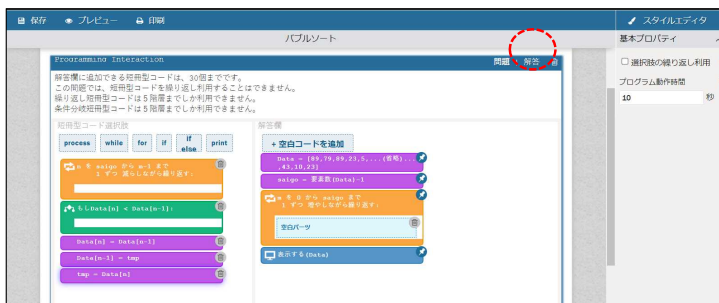 保存 プレビュー 印刷
スタイルエディタ
バブルソート
基本プロパティ
Programming Interaction
問題 解答
選択肢の繰り返し利用
プログラム動作時間
10 秒
解答欄に追加できる短冊型コードは、30個までです。
この問題では、短冊型コードを繰り返し利用することはできません。
繰り返し短冊型コードは5階層までしか利用できません。
条件分岐短冊型コードは5階層までしか利用できません。
短冊型コード選択肢
process while for if if else print
n を saigo から m-1 まで
1 ずつ 減らしながら繰り返す:
もしData[n] < Data[n-1]:
Data[n] = Data[n-1]
Data[n-1] = tmp
tmp = Data[n]
解答欄
+ 空白コードを追加
Data = [89,79,89,23,5,...(省略)...
,43,10,23]
saigo = 要素数(Data)-1
m を 0 から saigo まで
1 ずつ 増やしながら繰り返す:
空白パーツ
表示する(Data)